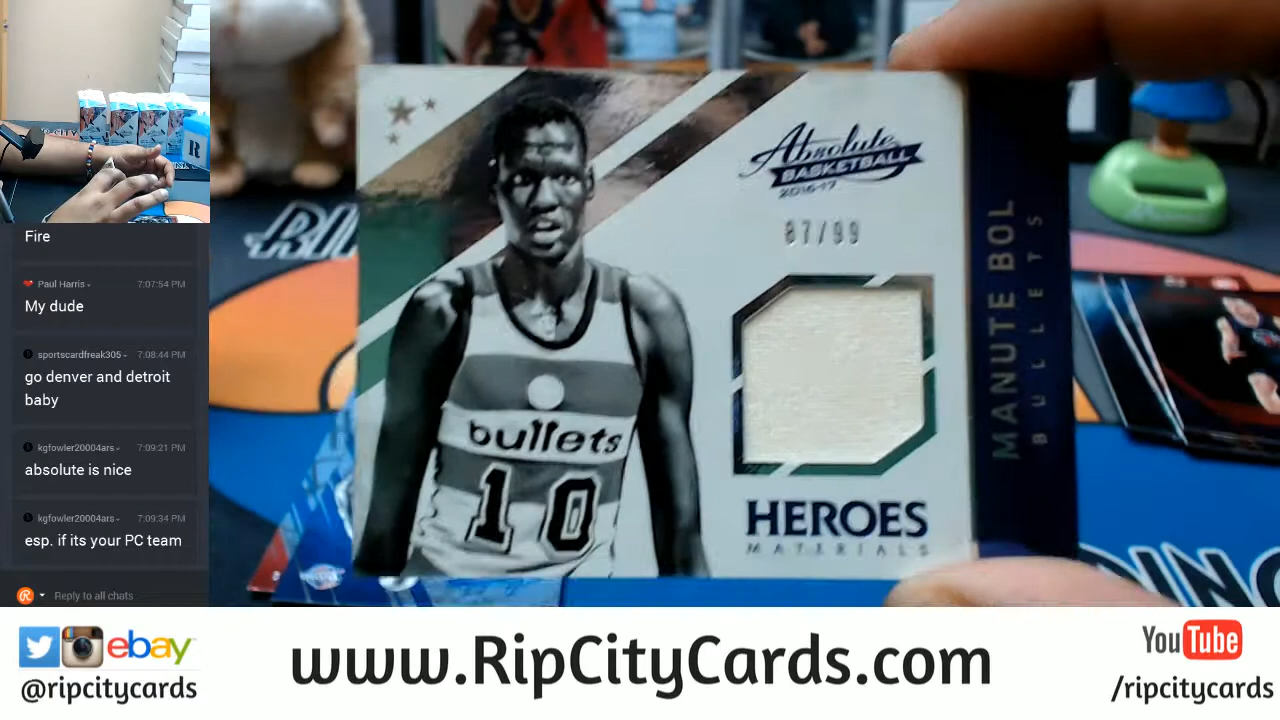 Fire
Paul Harris 7:07:54 PM
My dude
sportscardfreak305 7:08:44 PM
go denver and detroit
baby
kgfowler20004ars 7:09:21 PM
absolute is nice
kgfowler20004ars 7:09:34 PM
esp. if its your PC team
Reply to all chats
Absolute
BASKETBALL
2016-17
87/99
MANUTE BOL
BULLETS
bullets
10
HEROES
MATERIALS
ebay
@ripcitycards
www.RipCityCards.com
YouTube
/ripcitycards